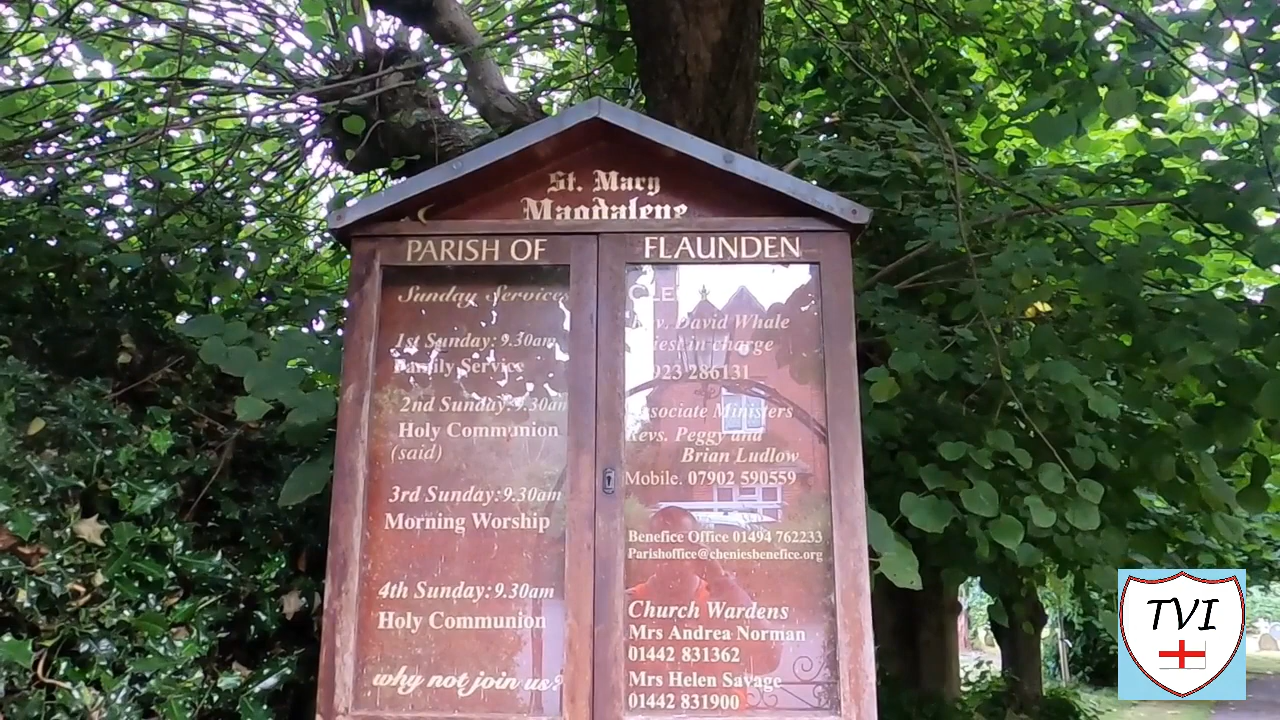 St. Mary
Magdalene
PARISH OF FLAUNDEN
Sunday Services
1st Sunday: 9.30am
Family Service
2nd Sunday: 9.30am
Holy Communion
(said)
3rd Sunday: 9.30am
Morning Worship
4th Sunday: 9.30am
Holy Communion
why not join us?
David Whale
in charge
286131
Associate Ministers
Revs. Peggy and
Brian Ludlow
Mobile. 07902 590559
Benefice Office 01494 762233
Parishoffice@cheniesbenefice.org
Church Wardens
Mrs Andrea Norman
01442 831362
Mrs Helen Savage
01442 831900
TVI